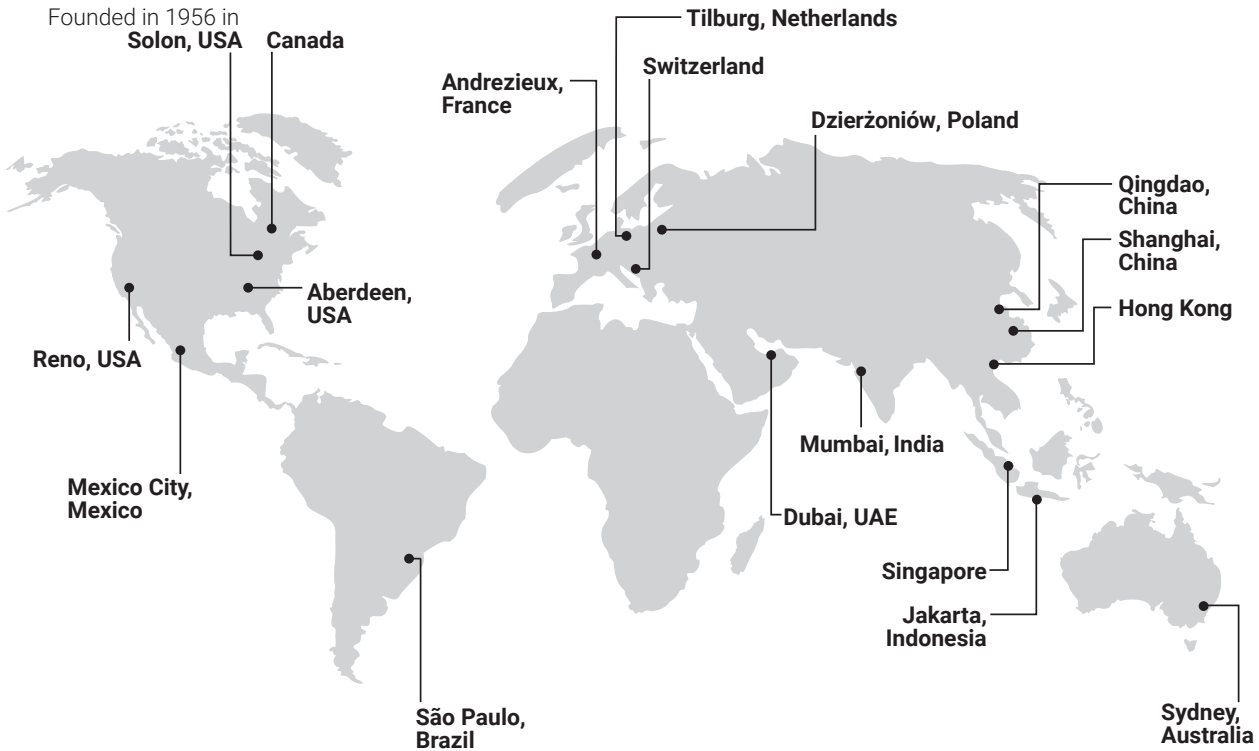 Founded in 1956 in
Solon, USA
Canada
Tilburg, Netherlands
Switzerland
Andrezieux,
France
Dzierżoniów, Poland
Qingdao,
China
Shanghai,
China
Hong Kong
Aberdeen,
USA
Reno, USA
Mumbai, India
Mexico City,
Mexico
Dubai, UAE
Singapore
Jakarta,
Indonesia
São Paulo,
Brazil
Sydney,
Australia